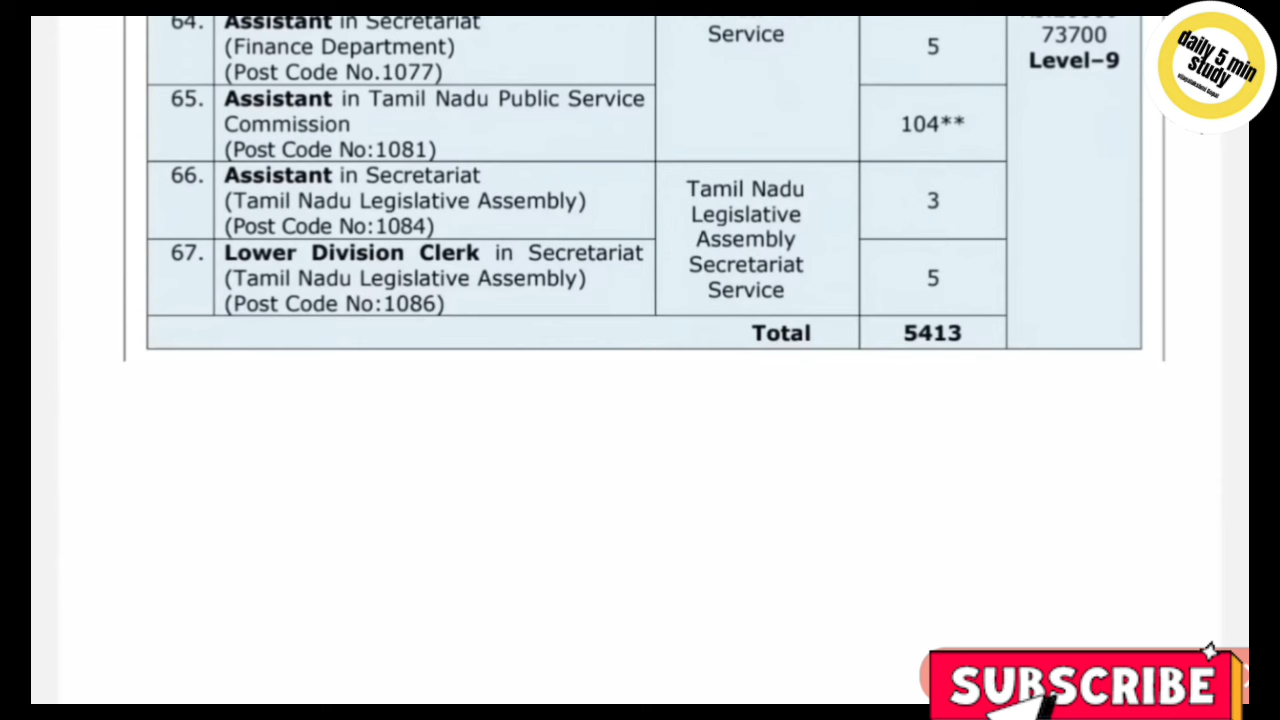 64. Assistant in Secretariat
(Finance Department)
(Post Code No.1077)
Service
5
73700
Level–9
65. Assistant in Tamil Nadu Public Service
Commission
(Post Code No:1081)
104**
66. Assistant in Secretariat
(Tamil Nadu Legislative Assembly)
(Post Code No:1084)
Tamil Nadu
Legislative
Assembly
Secretariat
Service
3
67. Lower Division Clerk in Secretariat
(Tamil Nadu Legislative Assembly)
(Post Code No:1086)
5
Total 5413
daily 5 min
study
SUBSCRIBE